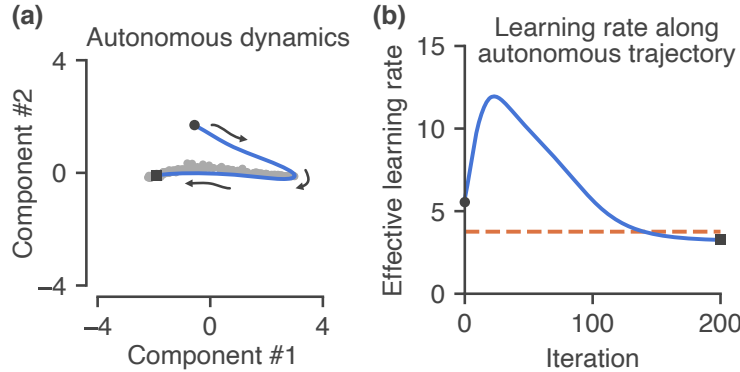 (a)
Autonomous dynamics
Component #2
4
0
−4
−4
0
4
Component #1
(b)
Learning rate along
autonomous trajectory
Effective learning rate
15
10
5
0
0
100
200
Iteration